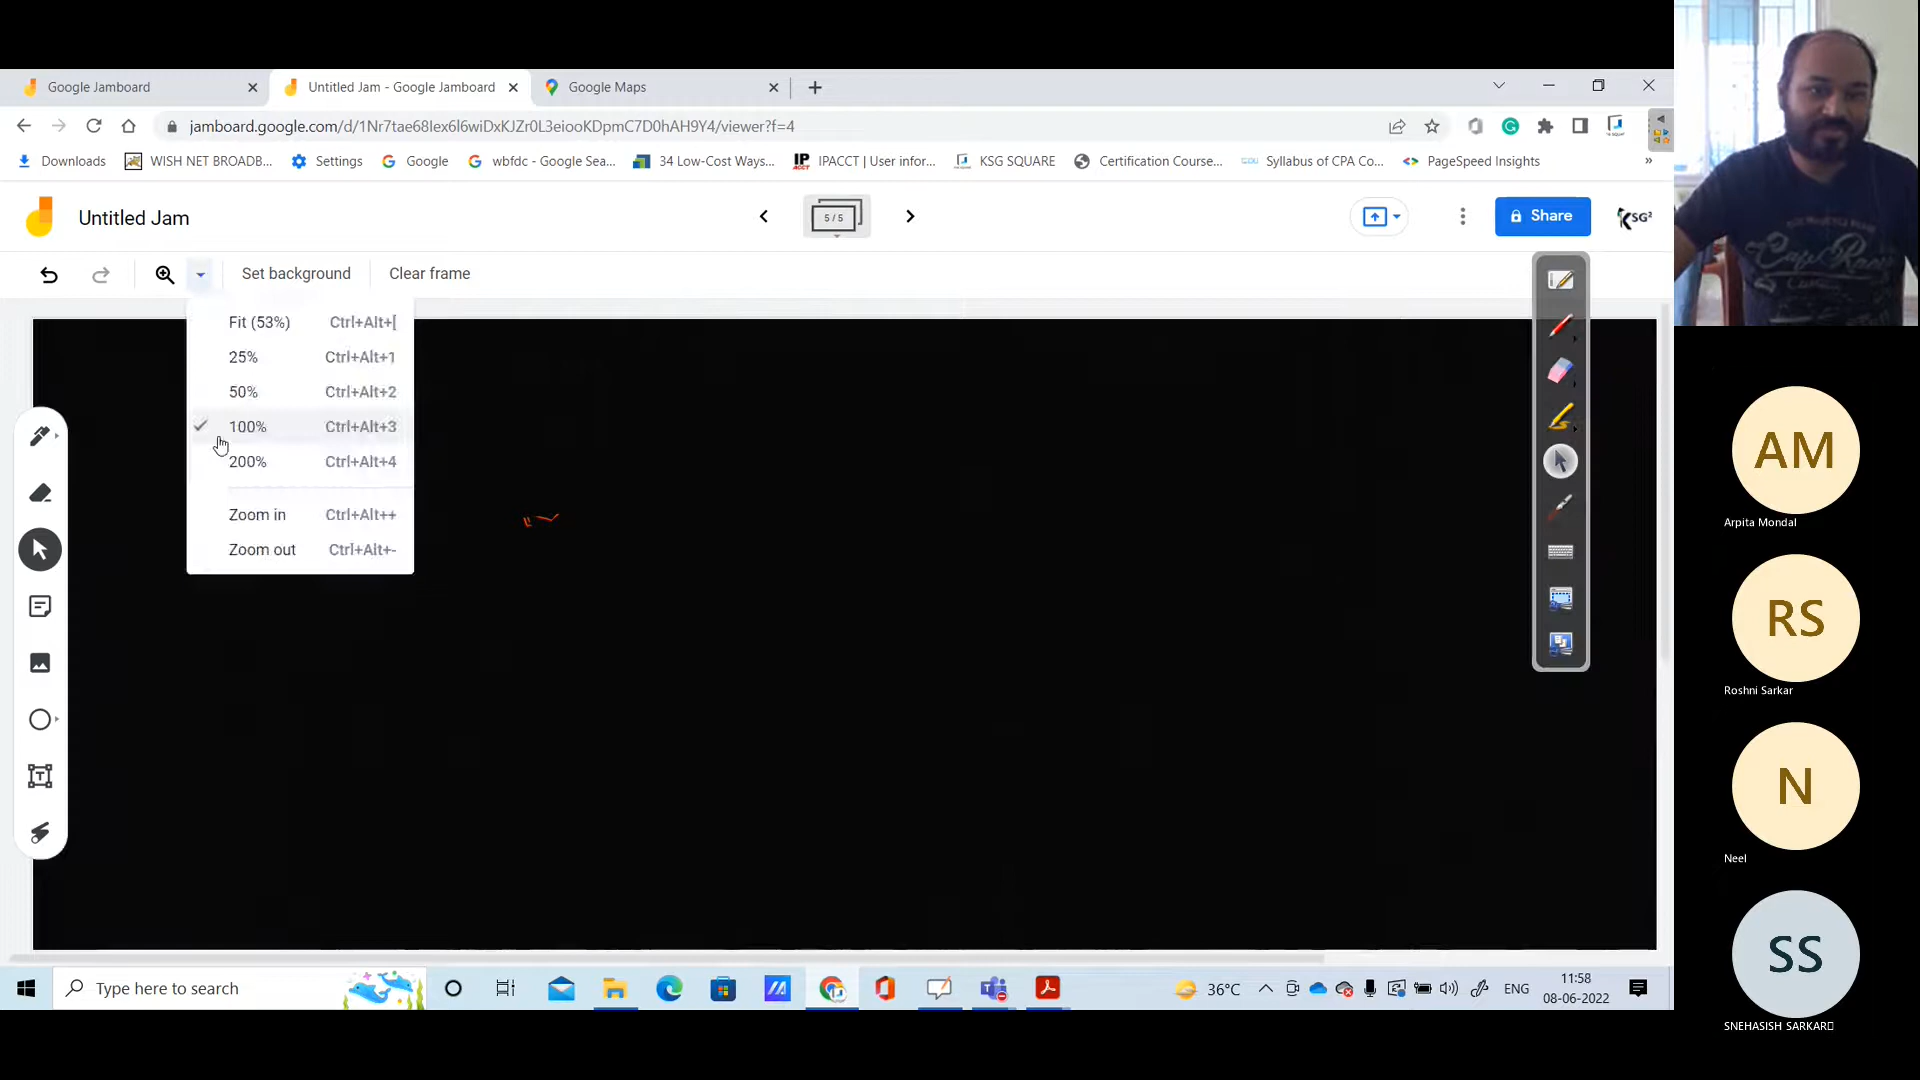 Google Jamboard
Untitled Jam - Google Jamboard
Google Maps
jamboard.google.com/d/1Nr7tae68Iex6l6wiDxKJZr0L3eiooKDpmC7D0hAH9Y4/viewer?f=4
Downloads
WISH NET BROADB...
Settings
Google
wbfdc - Google Sea...
34 Low-Cost Ways...
IPACCT | User infor...
KSG SQUARE
Certification Course...
Syllabus of CPA Co...
PageSpeed Insights
»
Untitled Jam
5 / 5
Share
KSG²
Set background
Clear frame
Fit (53%) Ctrl+Alt+[
25% Ctrl+Alt+1
50% Ctrl+Alt+2
100% Ctrl+Alt+3
200% Ctrl+Alt+4
Zoom in Ctrl+Alt++
Zoom out Ctrl+Alt+-
AM
Arpita Mondal
RS
Roshni Sarkar
N
Neel
SS
SNEHASISH SARKAR
Type here to search
36°C
ENG
11:58
08-06-2022